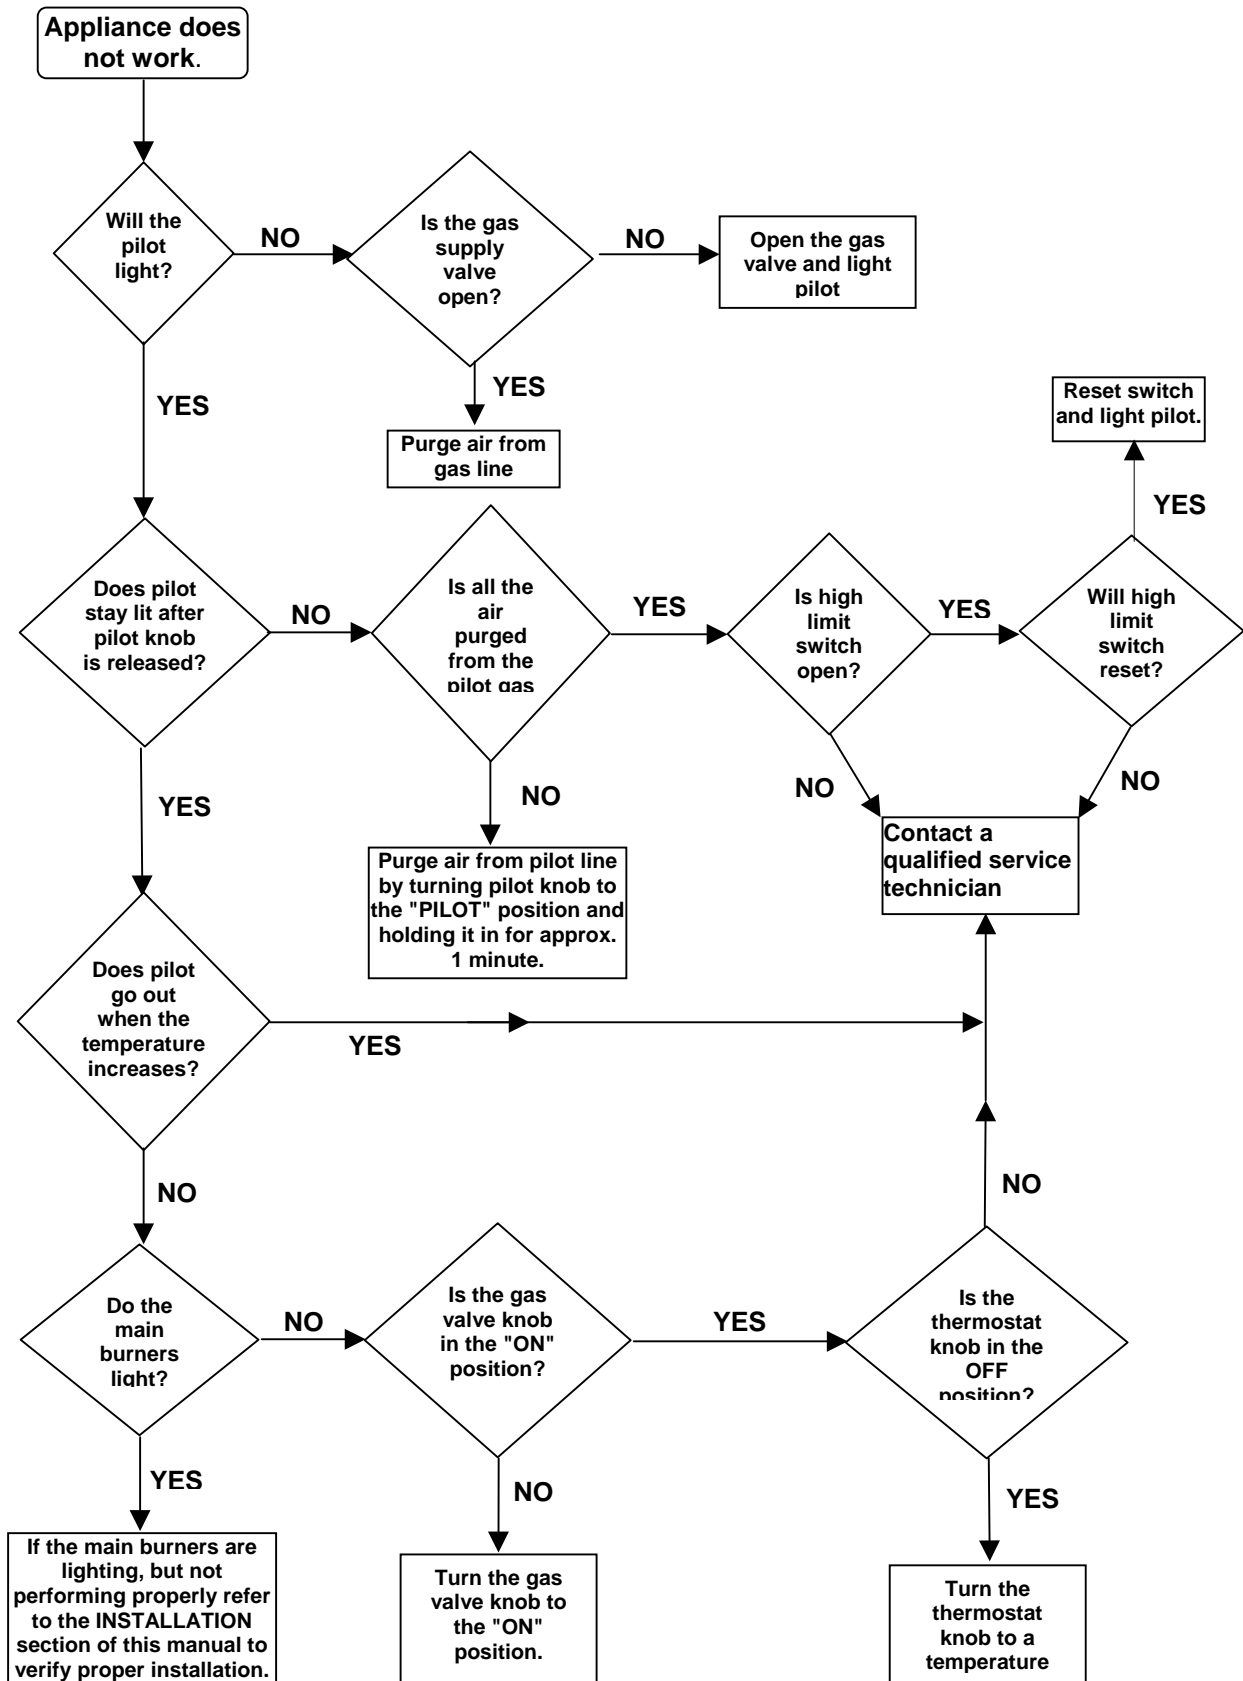 Appliance does
not work.
Will the
pilot
light?
NO
Is the gas
supply
valve
open?
NO
Open the gas
valve and light
pilot
YES
YES
Purge air from
gas line
Reset switch
and light pilot.
YES
Does pilot
stay lit after
pilot knob
is released?
NO
Is all the
air
purged
from the
pilot gas
YES
Is high
limit
switch
open?
YES
Will high
limit
switch
reset?
YES
NO
NO
NO
Purge air from pilot line
by turning pilot knob to
the "PILOT" position and
holding it in for approx.
1 minute.
Contact a
qualified service
technician
Does pilot
go out
when the
temperature
increases?
YES
NO
NO
Do the
main
burners
light?
NO
Is the gas
valve knob
in the "ON"
position?
YES
Is the
thermostat
knob in the
OFF
position?
YES
NO
YES
If the main burners are
lighting, but not
performing properly refer
to the INSTALLATION
section of this manual to
verify proper installation.
Turn the gas
valve knob to
the "ON"
position.
Turn the
thermostat
knob to a
temperature